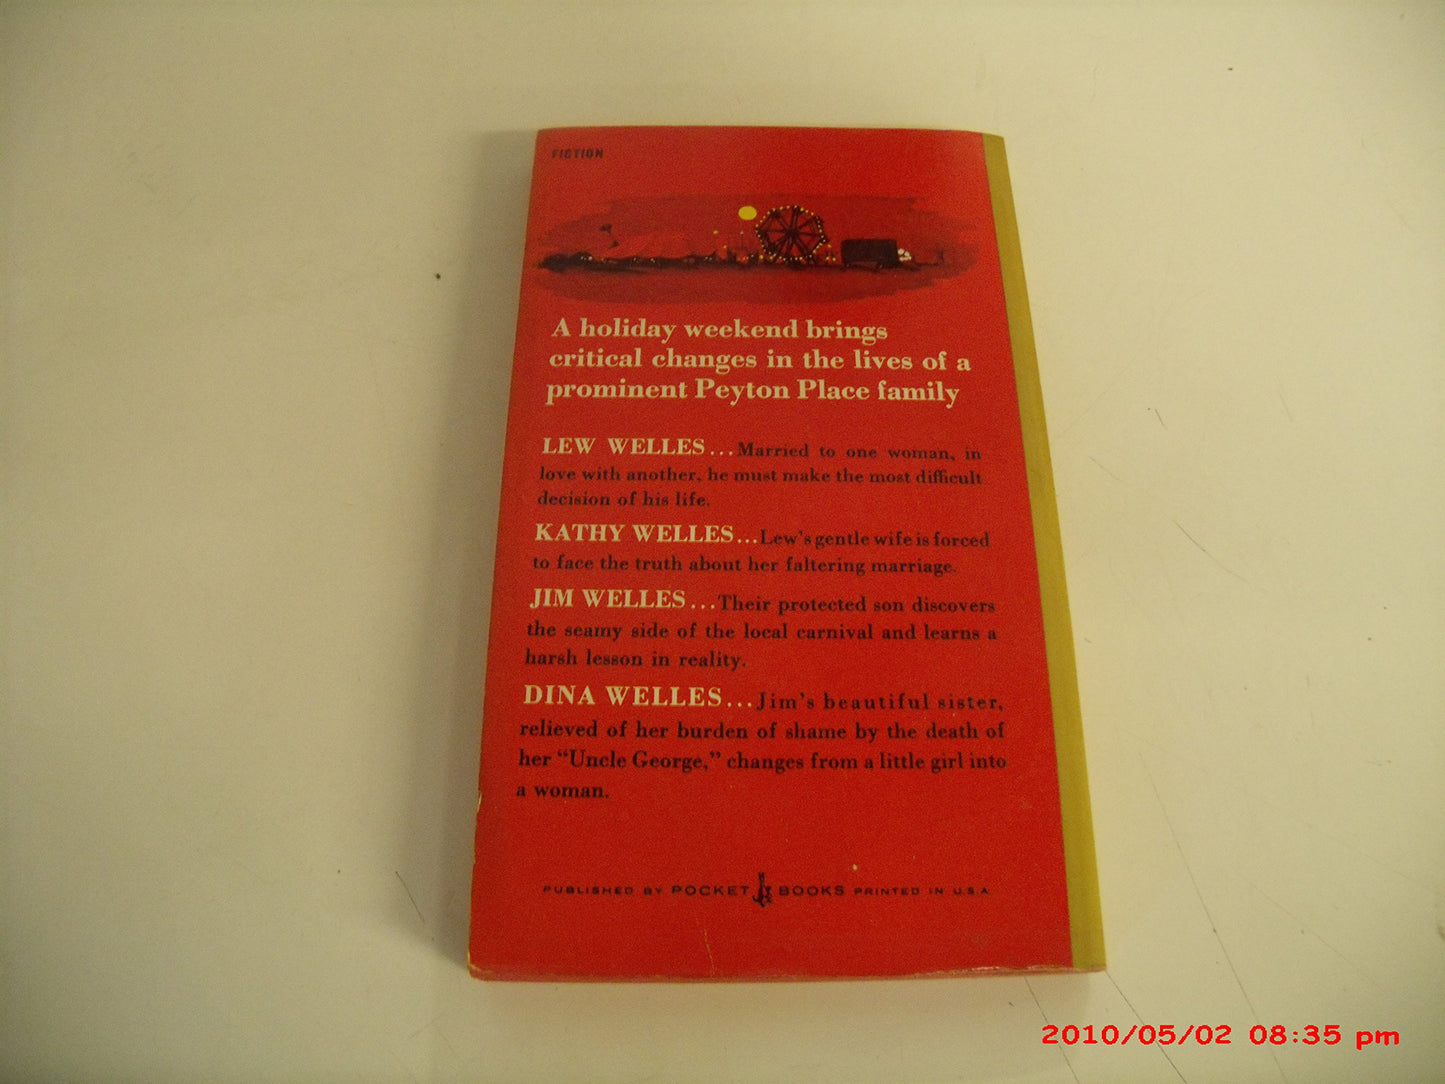 FICTION
A holiday weekend brings
critical changes in the lives of a
prominent Peyton Place family
LEW WELLES...Married to one woman, in
love with another, he must make the most difficult
decision of his life.
KATHY WELLES...Lew's gentle wife is forced
to face the truth about her faltering marriage.
JIM WELLES...Their protected son discovers
the seamy side of the local carnival and learns a
harsh lesson in reality.
DINA WELLES...Jim's beautiful sister,
relieved of her burden of shame by the death of
her "Uncle George," changes from a little girl into
a woman.
PUBLISHED BY POCKET BOOKS PRINTED IN U.S.A.
2010/05/02 08:35 pm